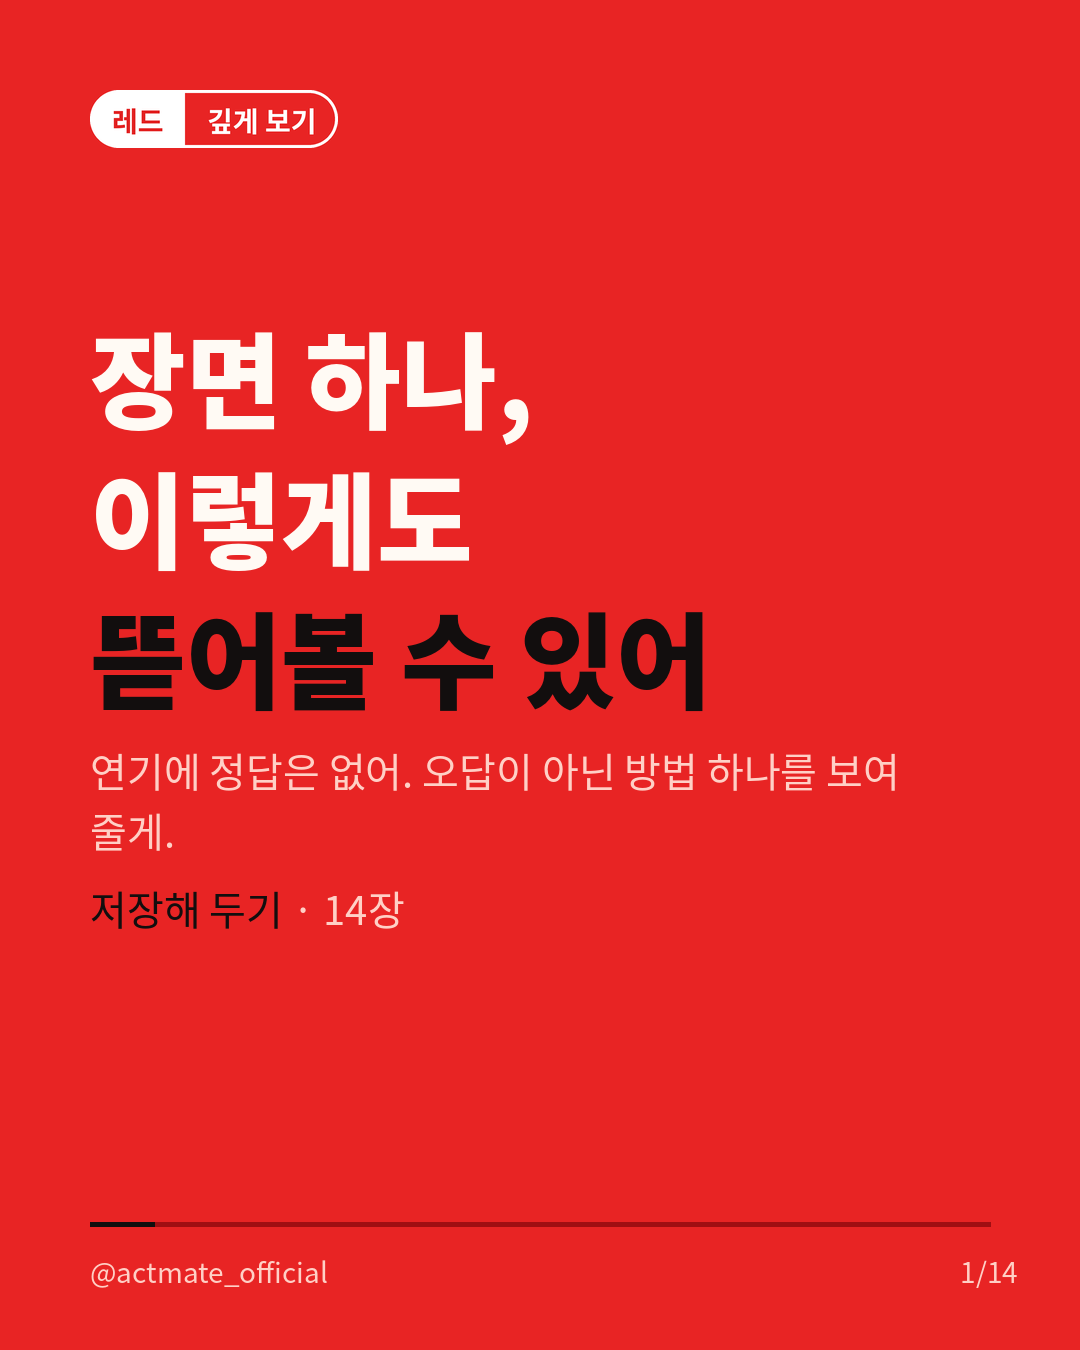 레드 깊게 보기
장면 하나,
이렇게도
뜯어볼 수 있어
연기에 정답은 없어. 오답이 아닌 방법 하나를 보여
줄게.
저장해 두기 · 14장
@actmate_official 1/14